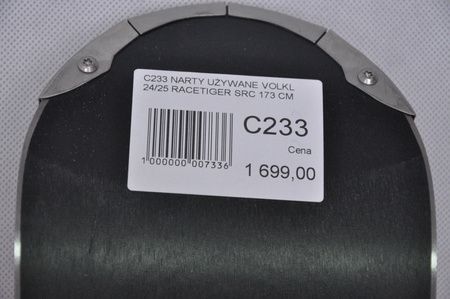 C233 NARTY UŻYWANE VOLKL
24/25 RACETIGER SRC 173 CM
C233
Cena
1 000000 007336
1 699,00